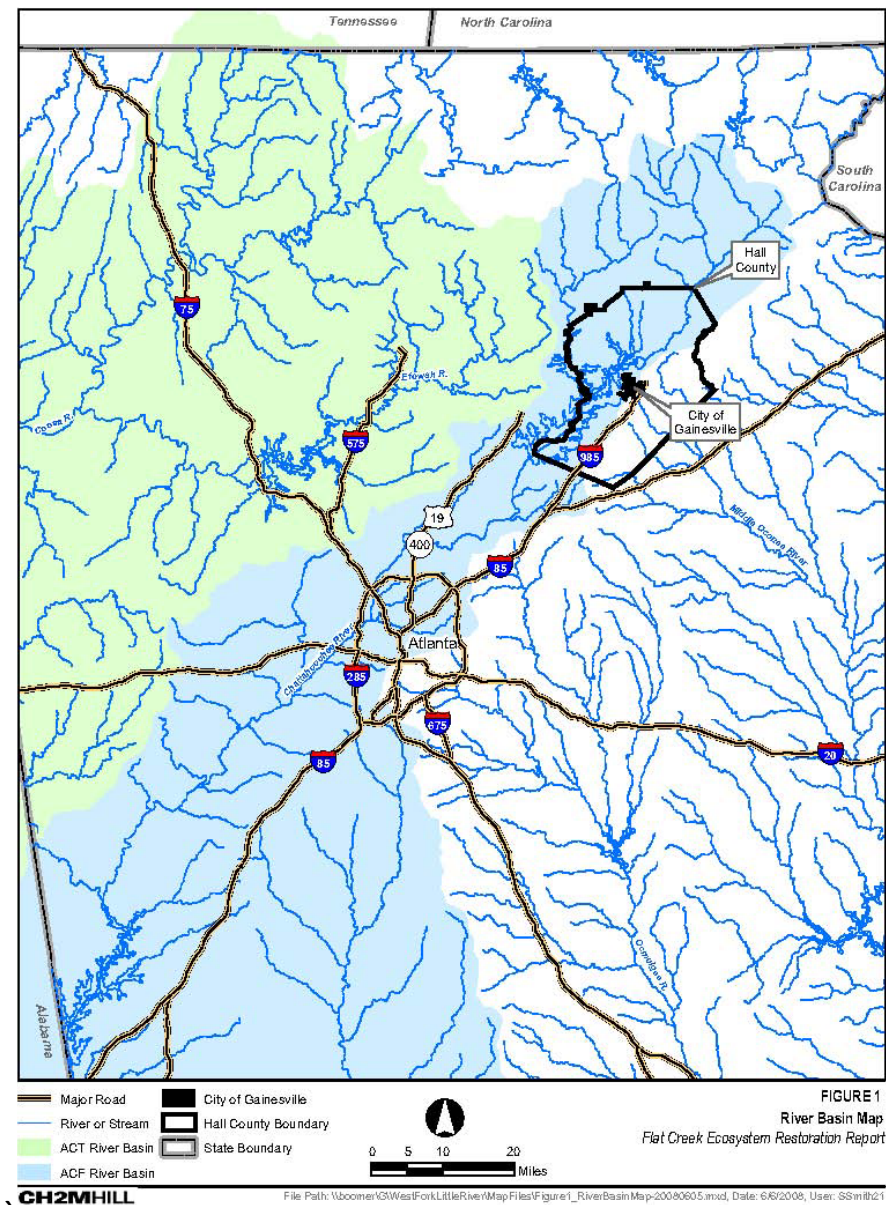 Tennessee
North Carolina
South
Carolina
Hall
County
75
Etowah R.
Coosa R.
City of
Gainesville
575
985
19
400
Middle Oconee River
85
Chattahoochee River
Atlanta
285
675
20
85
Ocmulgee R.
Alabama
Major Road
City of Gainesville
River or Stream
Hall County Boundary
ACT River Basin
State Boundary
ACF River Basin
0 5 10 20
Miles
FIGURE 1
River Basin Map
Flat Creek Ecosystem Restoration Report
CH2MHILL
File Path: \\boomer\G\WestForkLittleRiver\MapFiles\Figure1_RiverBasinMap-20080605.mxd, Date: 6/6/2008, User: SSmith21